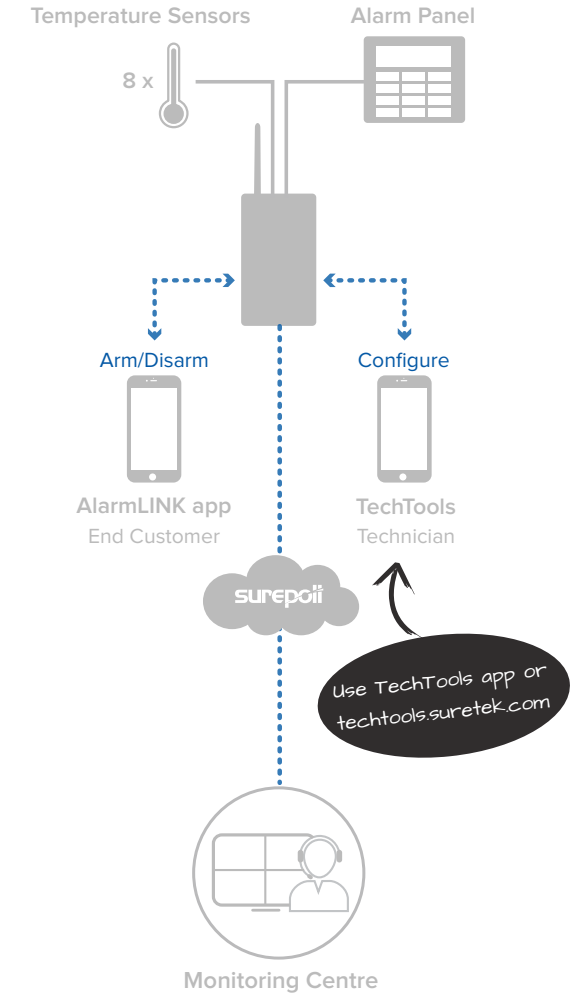 Temperature Sensors
Alarm Panel
8 x
Arm/Disarm
Configure
AlarmLINK app
End Customer
TechTools
Technician
surepoll
Use TechTools app or
techtools.suretek.com
Monitoring Centre